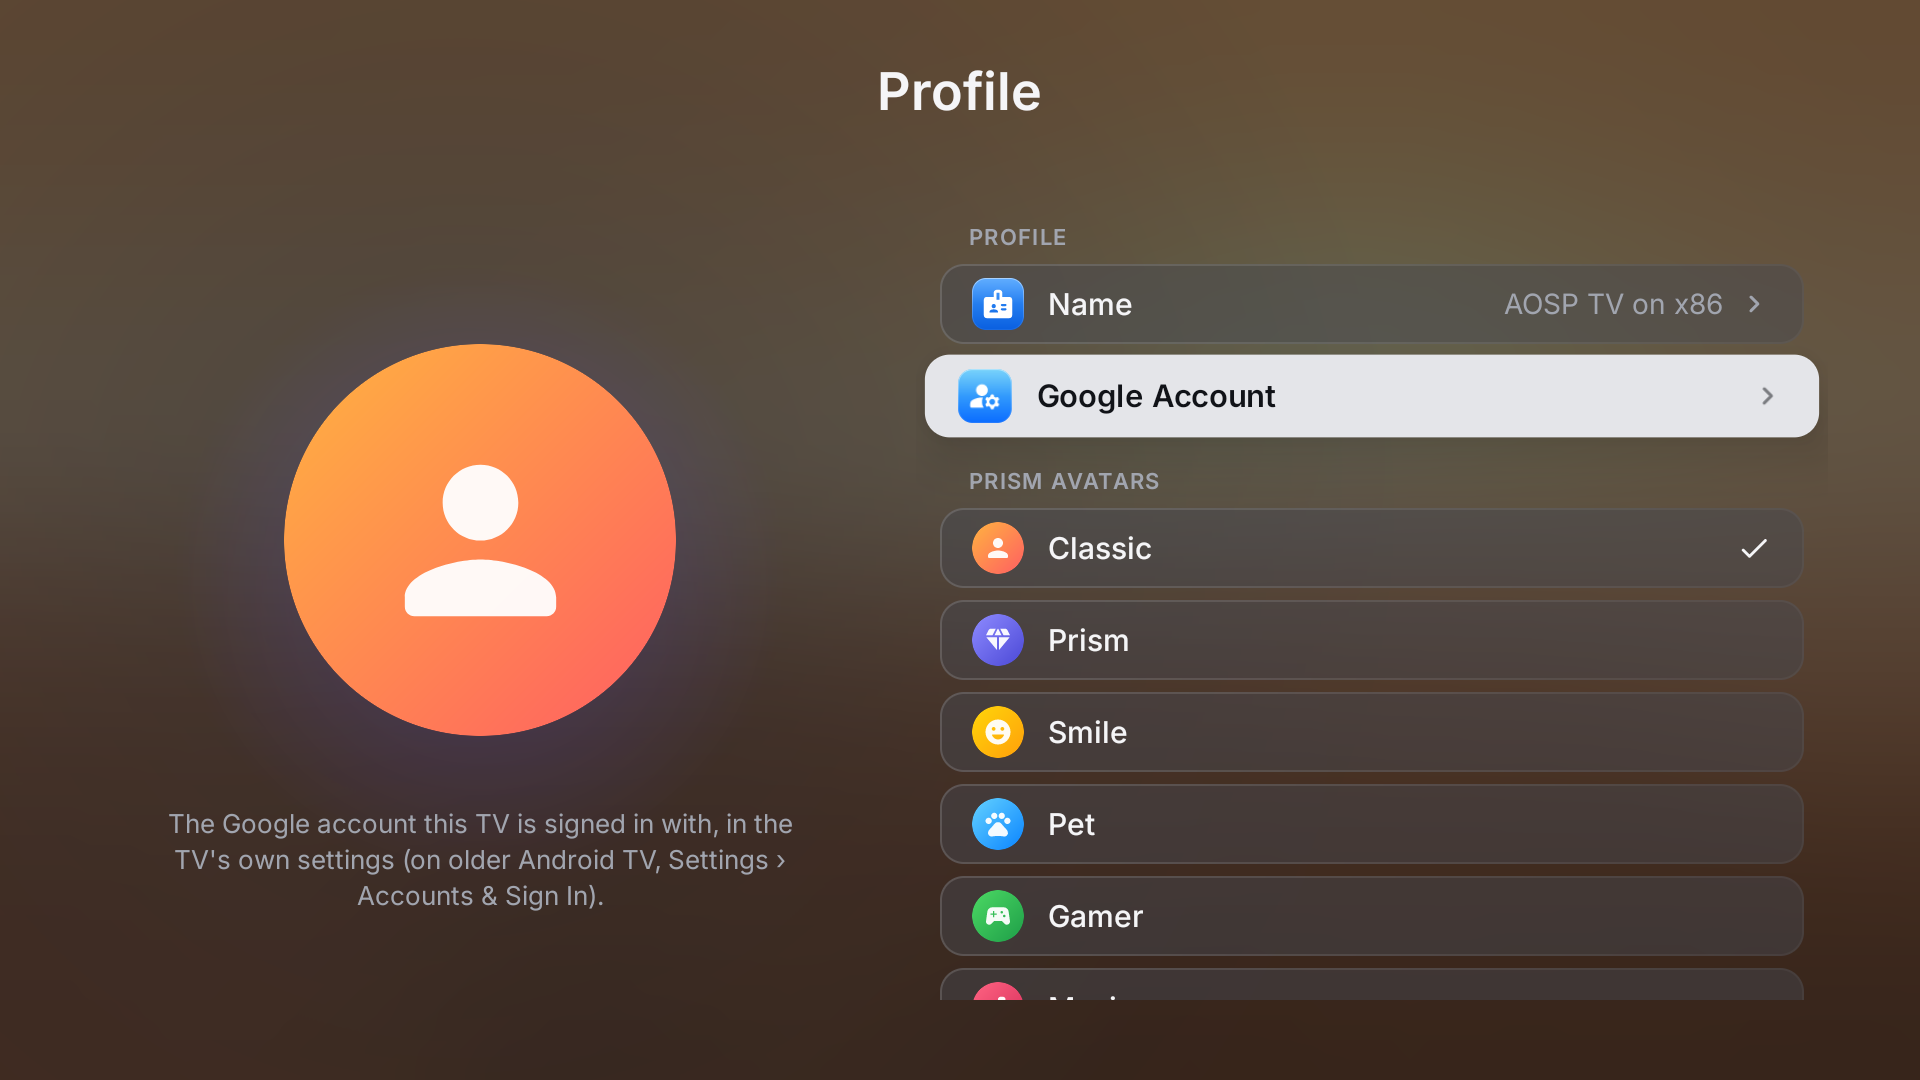 Profile
PROFILE
Name
AOSP TV on x86
Google Account
PRISM AVATARS
Classic
Prism
Smile
Pet
Gamer
The Google account this TV is signed in with, in the
TV's own settings (on older Android TV, Settings ›
Accounts & Sign In).